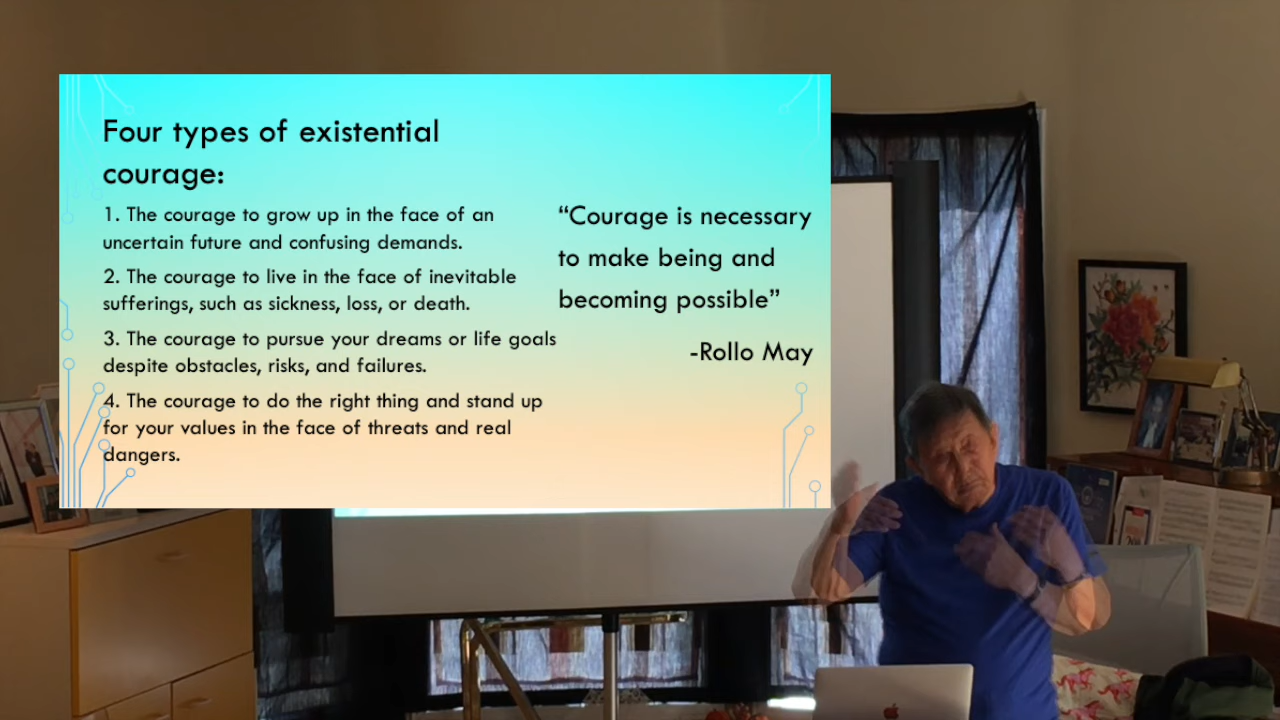 Four types of existential
courage:
1. The courage to grow up in the face of an
uncertain future and confusing demands.
2. The courage to live in the face of inevitable
sufferings, such as sickness, loss, or death.
3. The courage to pursue your dreams or life goals
despite obstacles, risks, and failures.
4. The courage to do the right thing and stand up
for your values in the face of threats and real
dangers.
“Courage is necessary
to make being and
becoming possible”
-Rollo May